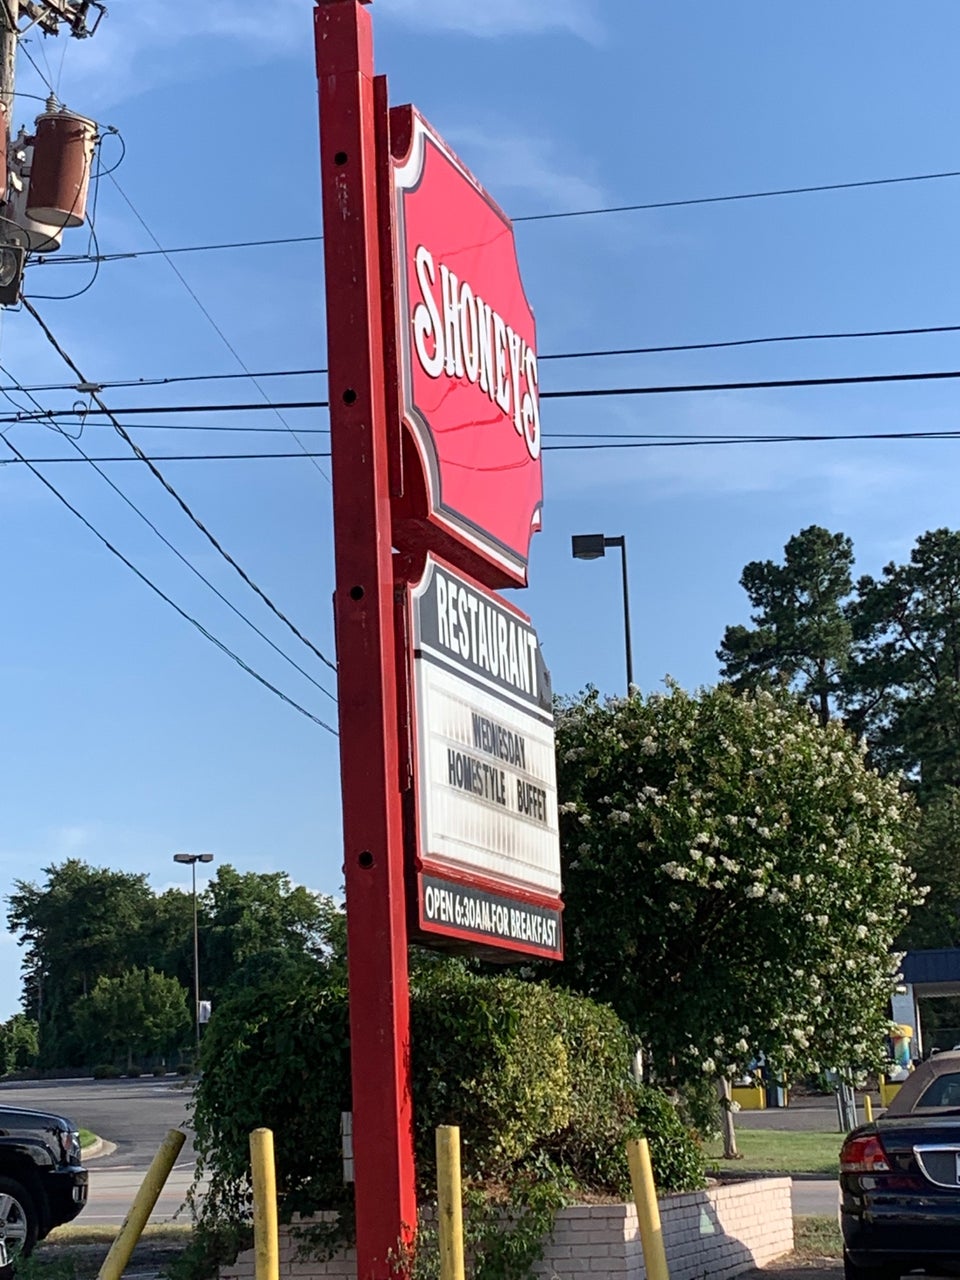 SHONEY'S
RESTAURANT
WEDNESDAY
HOMESTYLE BUFFET
OPEN 6:30AM FOR BREAKFAST